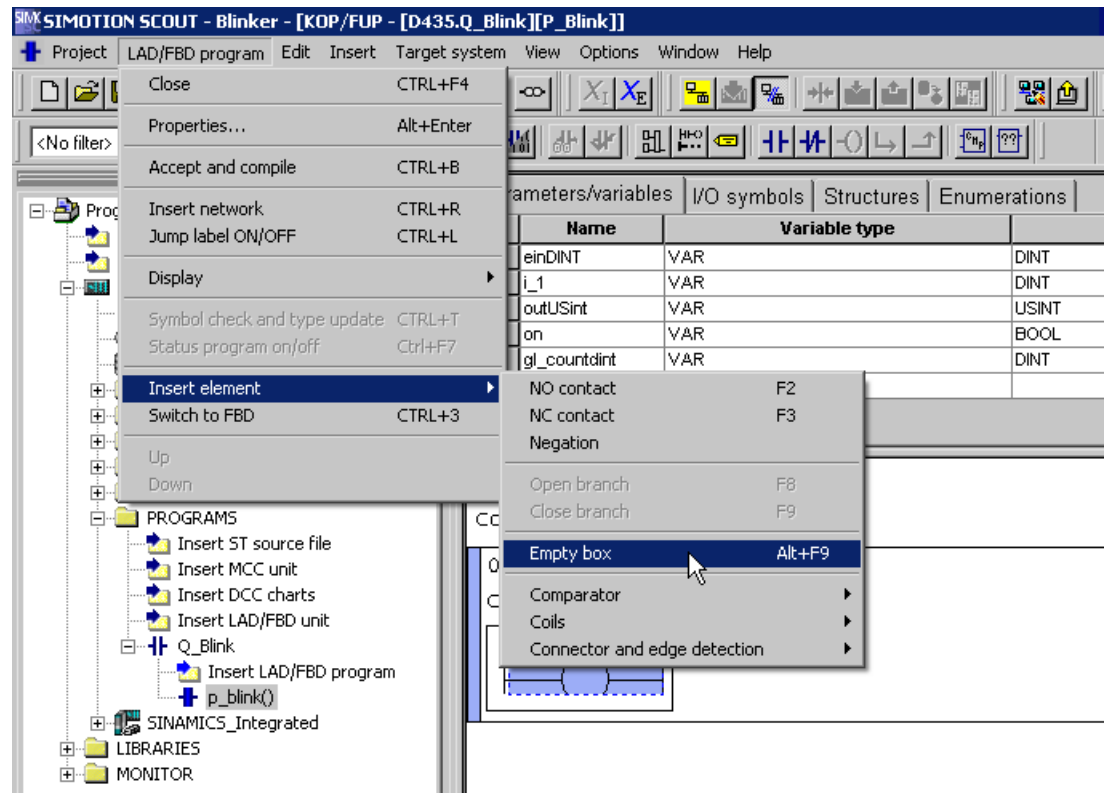 SIMOTION SCOUT - Blinker - [KOP/FUP - [D435.Q_Blink][P_Blink]]
Project LAD/FBD program Edit Insert Target system View Options Window Help
<No filter>
Close CTRL+F4
Properties... Alt+Enter
Accept and compile CTRL+B
Insert network CTRL+R
Jump label ON/OFF CTRL+L
Display
Symbol check and type update CTRL+T
Status program on/off Ctrl+F7
Insert element
Switch to FBD CTRL+3
Up
Down
NO contact F2
NC contact F3
Negation
Open branch F8
Close branch F9
Empty box Alt+F9
Comparator
Coils
Connector and edge detection
rameters/variables I/O symbols Structures Enumerations
Name Variable type
einDINT VAR DINT
i_1 VAR DINT
outUSint VAR USINT
on VAR BOOL
gl_countdint VAR DINT
Prog
PROGRAMS
Insert ST source file
Insert MCC unit
Insert DCC charts
Insert LAD/FBD unit
Q_Blink
Insert LAD/FBD program
p_blink()
SINAMICS_Integrated
LIBRARIES
MONITOR